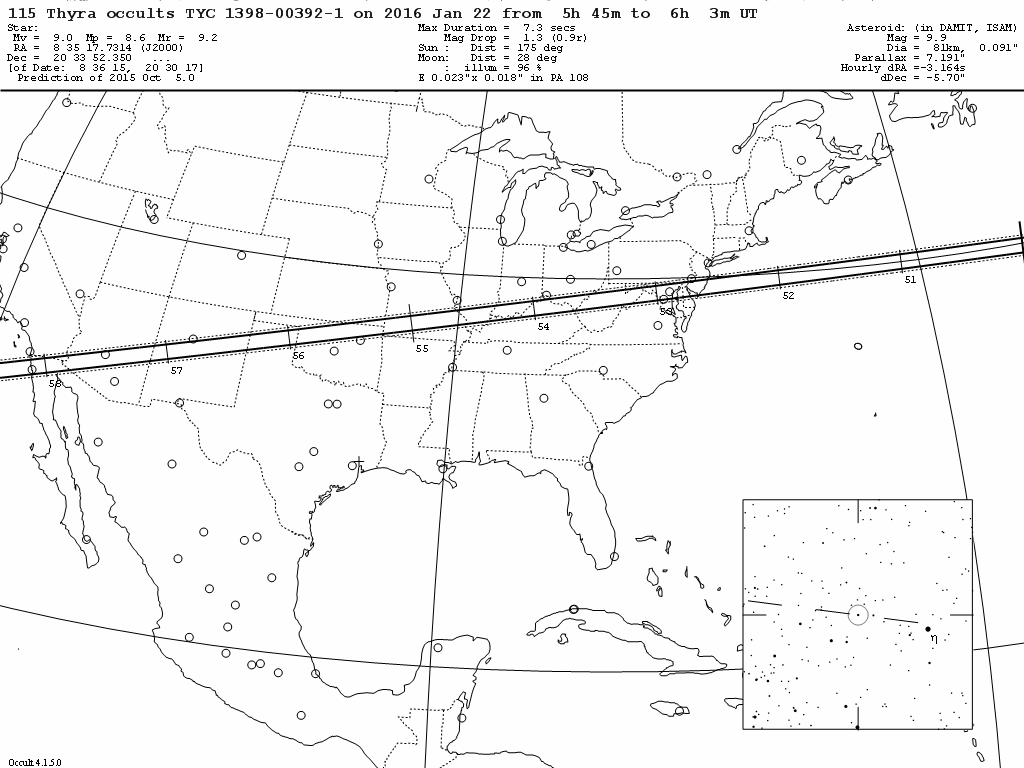 115 Thyra occults TYC 1398-00392-1 on 2016 Jan 22 from 5h 45m to 6h 3m UT
Star:
Mv = 9.0 Mp = 8.6 Mr = 9.2
RA = 8 35 17.7314 (J2000)
Dec = 20 33 52.350 ...
[of Date: 8 36 15, 20 30 17]
Prediction of 2015 Oct 5.0
Max Duration = 7.3 secs
Mag Drop = 1.3 (0.9r)
Sun : Dist = 175 deg
Moon: Dist = 28 deg
: illum = 96 %
E 0.023"x 0.018" in PA 108
Asteroid: (in DAMIT, ISAM)
Mag = 9.9
Dia = 81km, 0.091"
Parallax = 7.191"
Hourly dRA =-3.164s
dDec = -5.70"
51
52
53
54
55
56
57
58
η
Occult 4.1.5.0